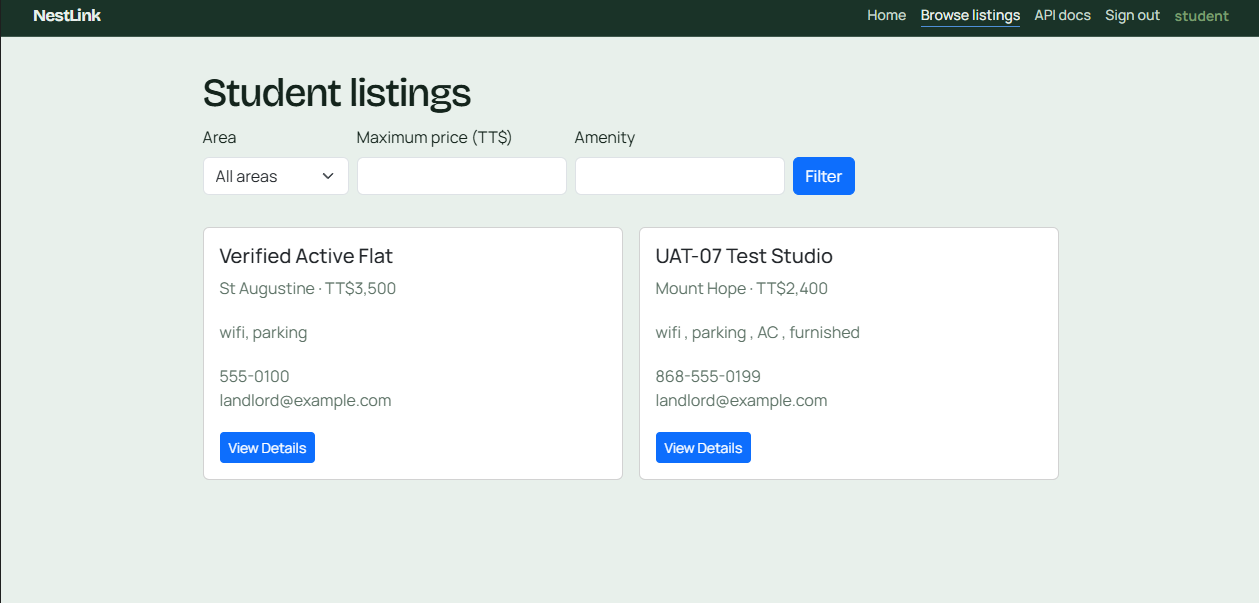 NestLink Home Browse listings API docs Sign out student
Student listings
Area Maximum price (TT$) Amenity
All areas Filter
Verified Active Flat
St Augustine · TT$3,500
wifi, parking
555-0100
landlord@example.com
View Details
UAT-07 Test Studio
Mount Hope · TT$2,400
wifi , parking , AC , furnished
868-555-0199
landlord@example.com
View Details